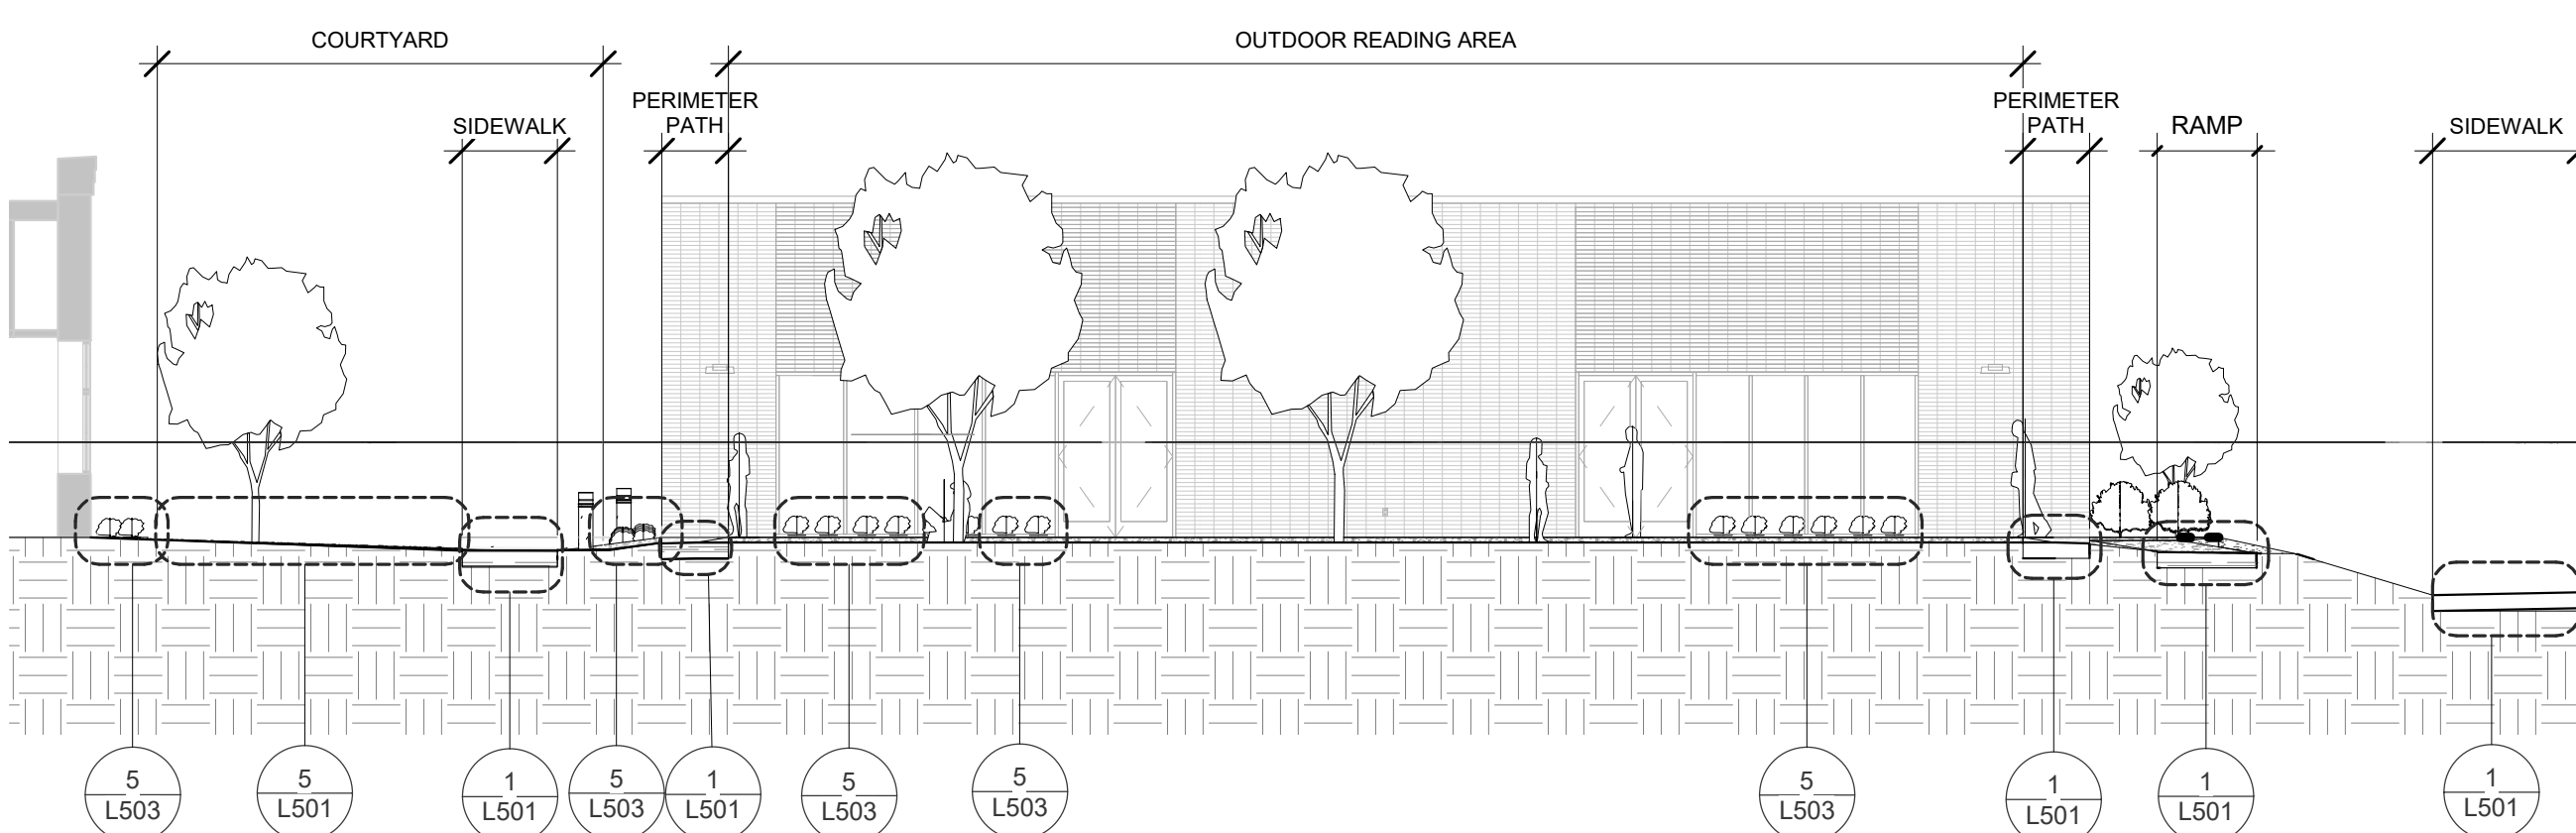 COURTYARD
OUTDOOR READING AREA
PERIMETER
PATH
PERIMETER
PATH
SIDEWALK
RAMP
SIDEWALK
5
L503
5
L501
1
L501
5
L503
1
L501
5
L503
5
L503
5
L503
1
L501
1
L501
1
L501